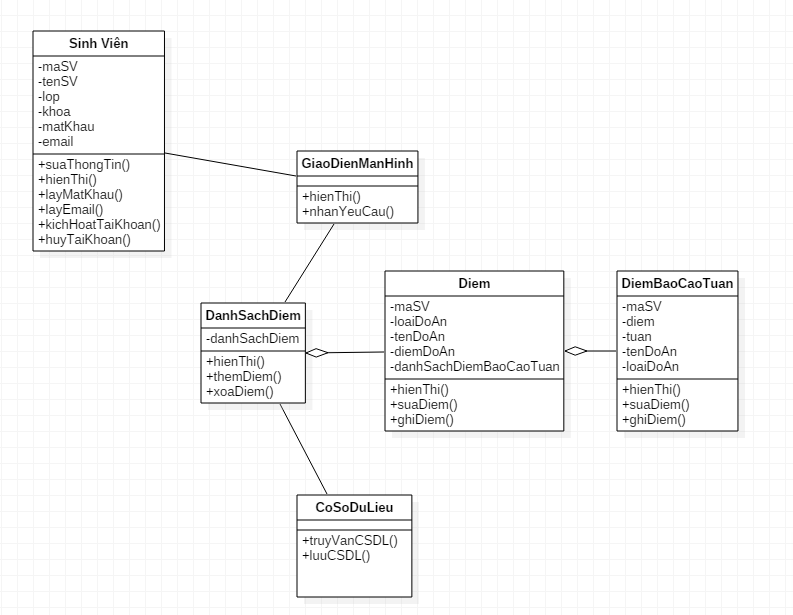 Sinh Viên
-maSV
-tenSV
-lop
-khoa
-matKhau
-email
+suaThongTin()
+hienThi()
+layMatKhau()
+layEmail()
+kichHoatTaiKhoan()
+huyTaiKhoan()
GiaoDienManHinh
+hienThi()
+nhanYeuCau()
DanhSachDiem
-danhSachDiem
+hienThi()
+themDiem()
+xoaDiem()
Diem
-maSV
-loaiDoAn
-tenDoAn
-diemDoAn
-danhSachDiemBaoCaoTuan
+hienThi()
+suaDiem()
+ghiDiem()
DiemBaoCaoTuan
-maSV
-diem
-tuan
-tenDoAn
-loaiDoAn
+hienThi()
+suaDiem()
+ghiDiem()
CoSoDuLieu
+truyVanCSDL()
+luuCSDL()